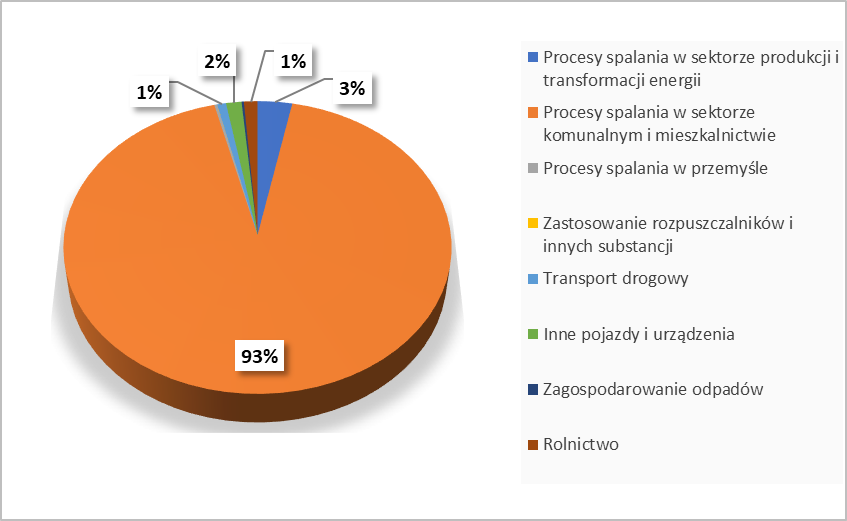 1%
2%
1%
3%
93%
Procesy spalania w sektorze produkcji i
transformacji energii
Procesy spalania w sektorze
komunalnym i mieszkalnictwie
Procesy spalania w przemyśle
Zastosowanie rozpuszczalników i
innych substancji
Transport drogowy
Inne pojazdy i urządzenia
Zagospodarowanie odpadów
Rolnictwo